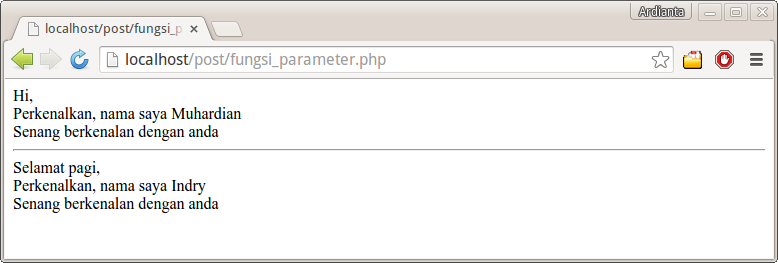 Ardianta
localhost/post/fungsi_p
localhost/post/fungsi_parameter.php
Hi,
Perkenalkan, nama saya Muhardian
Senang berkenalan dengan anda
Selamat pagi,
Perkenalkan, nama saya Indry
Senang berkenalan dengan anda